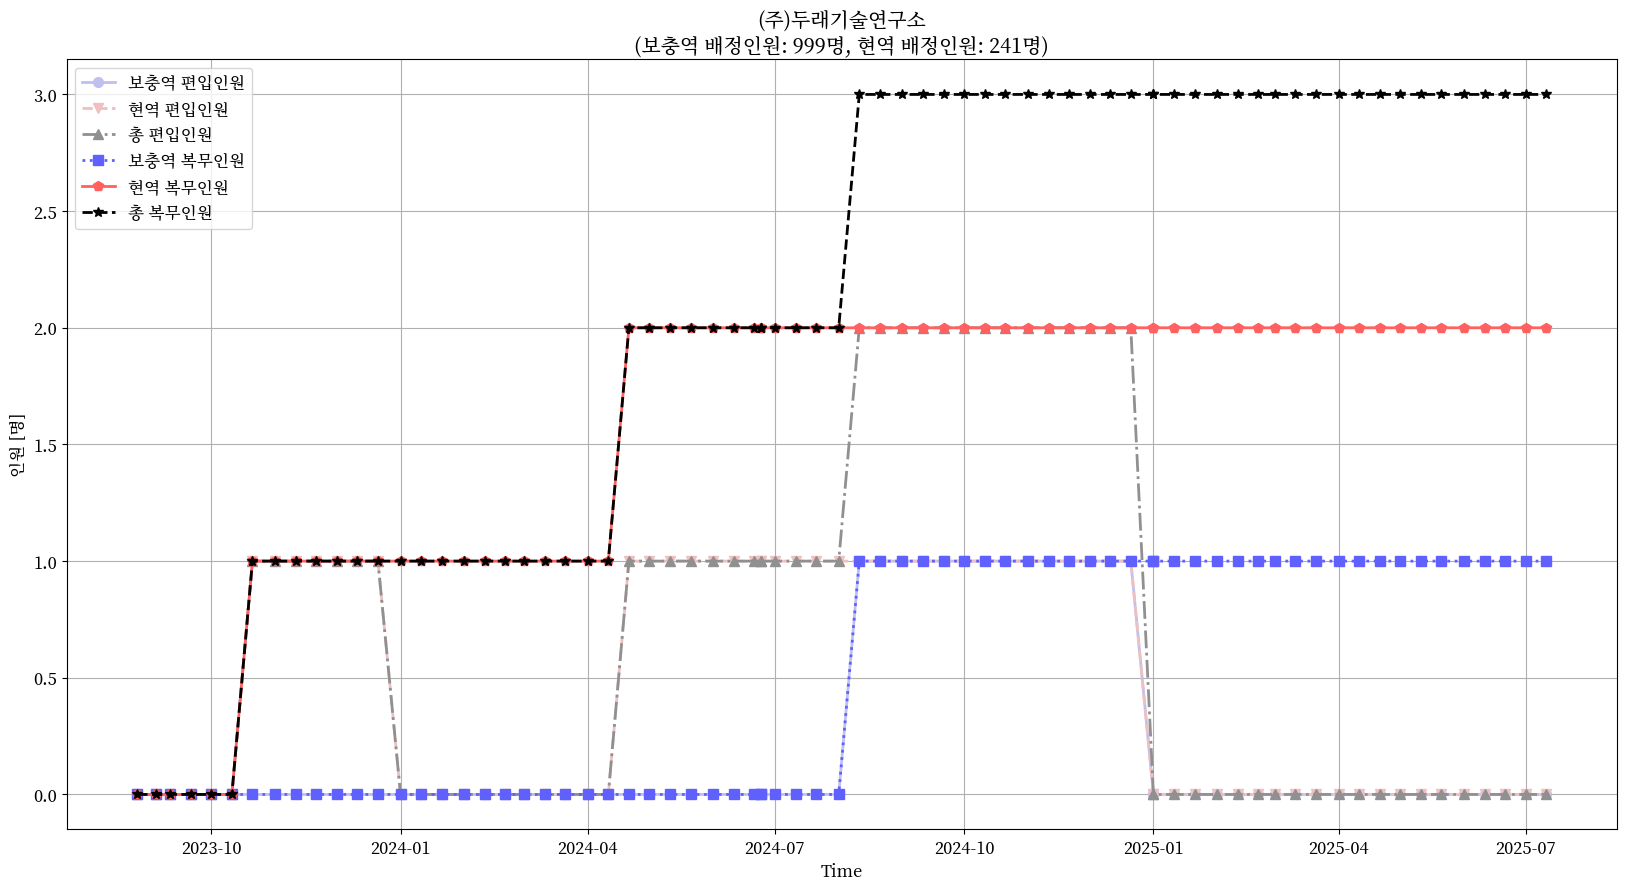 (주)두래기술연구소
(보충역 배정인원: 999명, 현역 배정인원: 241명)
보충역 편입인원
현역 편입인원
총 편입인원
보충역 복무인원
현역 복무인원
총 복무인원
인원 [명]
3.0
2.5
2.0
1.5
1.0
0.5
0.0
2023-10
2024-01
2024-04
2024-07
2024-10
2025-01
2025-04
2025-07
Time